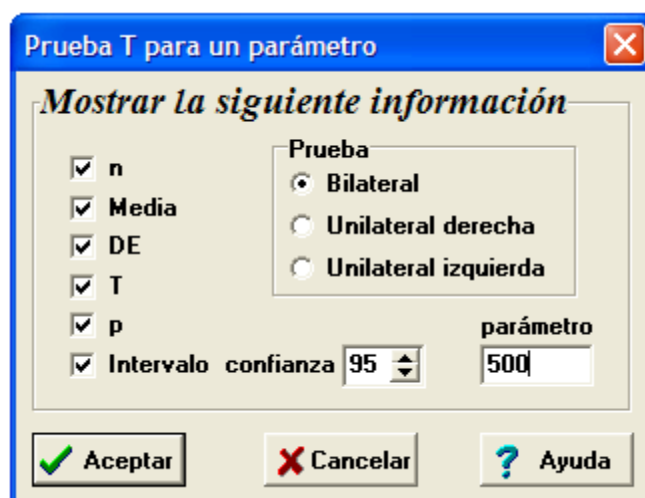 Prueba T para un parámetro
Mostrar la siguiente información
n
Media
DE
T
p
Intervalo confianza 95
Prueba
Bilateral
Unilateral derecha
Unilateral izquierda
parámetro
500
Aceptar
Cancelar
? Ayuda